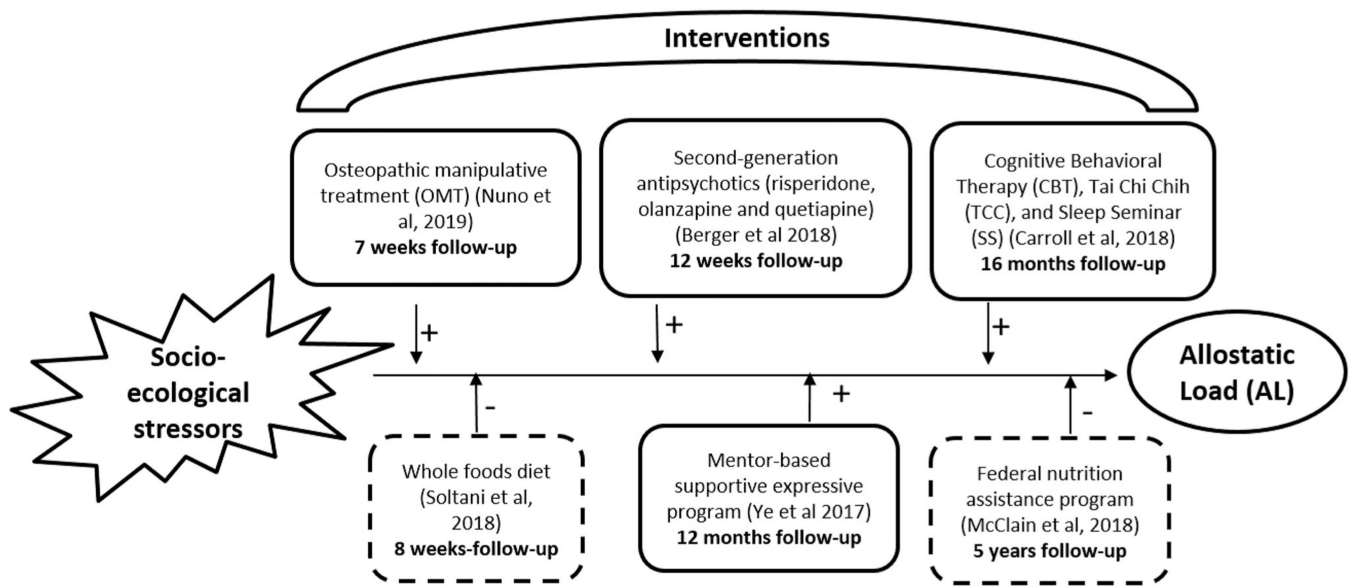 Interventions
Osteopathic manipulative
treatment (OMT) (Nuno et
al, 2019)
7 weeks follow-up
Second-generation
antipsychotics (risperidone,
olanzapine and quetiapine)
(Berger et al 2018)
12 weeks follow-up
Cognitive Behavioral
Therapy (CBT), Tai Chi Chih
(TCC), and Sleep Seminar
(SS) (Carroll et al, 2018)
16 months follow-up
+
+
+
Socio-
ecological
stressors
Allostatic
Load (AL)
-
+
-
Whole foods diet
(Soltani et al,
2018)
8 weeks-follow-up
Mentor-based
supportive expressive
program (Ye et al 2017)
12 months follow-up
Federal nutrition
assistance program
(McClain et al, 2018)
5 years follow-up